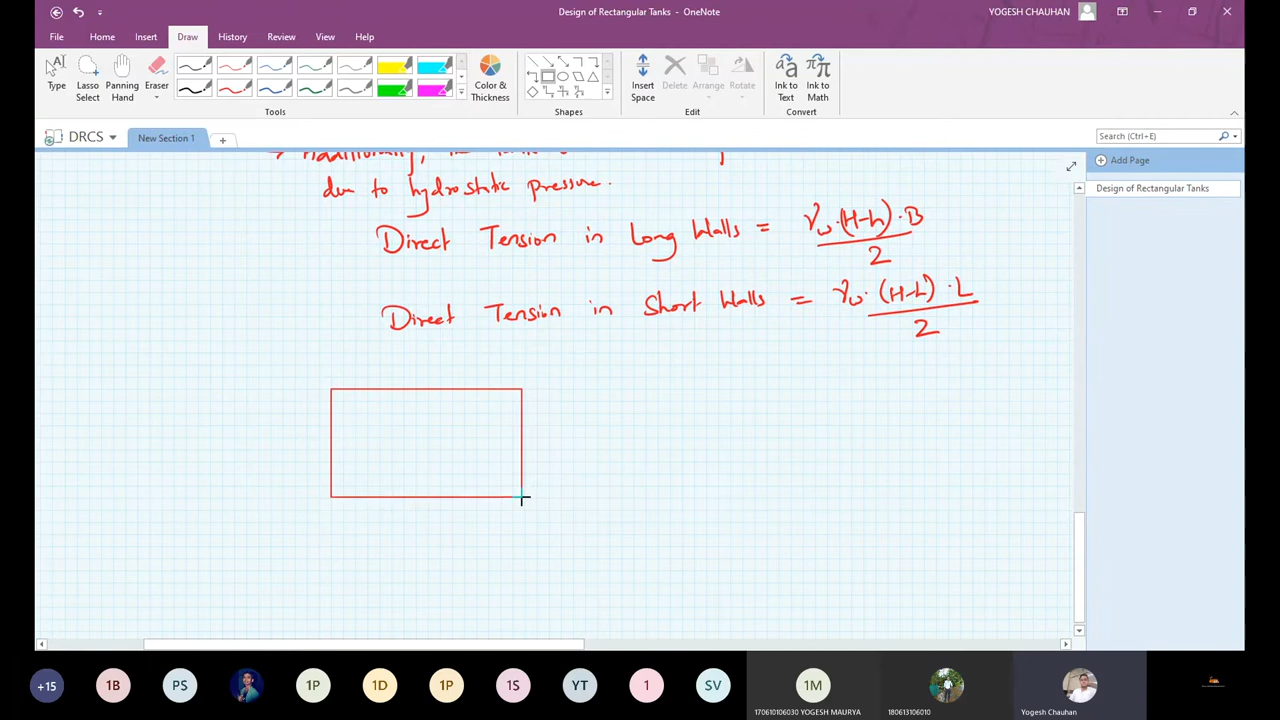 Design of Rectangular Tanks - OneNote
YOGESH CHAUHAN
File Home Insert Draw History Review View Help
Type
Lasso Select
Panning Hand
Eraser
Color & Thickness
Insert Space
Delete
Arrange
Rotate
Ink to Text
Ink to Math
Tools
Shapes
Edit
Convert
DRCS
New Section 1
Search (Ctrl+E)
Add Page
Design of Rectangular Tanks
→ Additionally,
due to hydrostatic pressure.
Direct Tension in Long Walls = γw·(H-h)·B / 2
Direct Tension in Short Walls = γw·(H-h)·L / 2
+15 1B PS 1P 1D 1P 1S YT 1 SV 1M
170610106030 YOGESH MAURYA
180613106010
Yogesh Chauhan